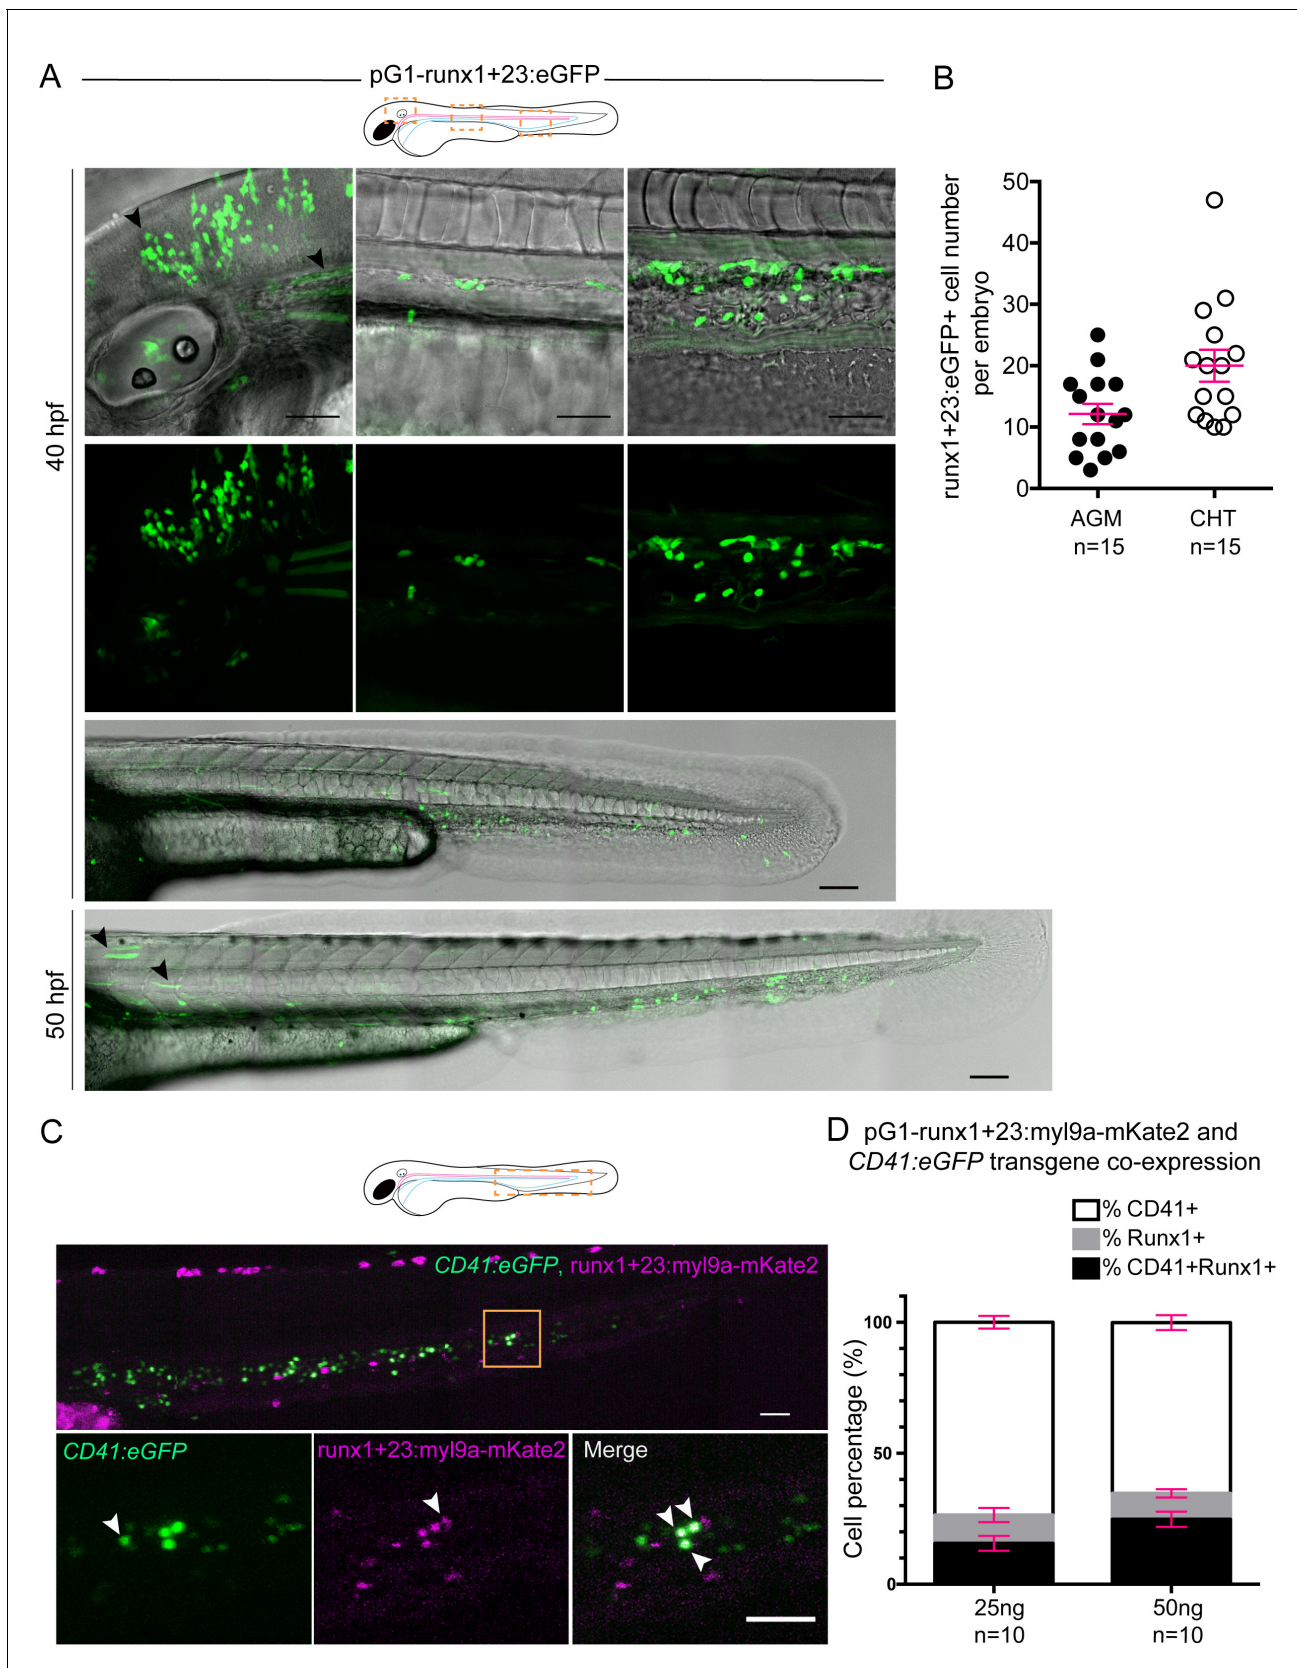 A
pG1-runx1+23:eGFP
40 hpf
50 hpf
B
runx1+23:eGFP+ cell number
per embryo
50
40
30
20
10
0
AGM
n=15
CHT
n=15
C
CD41:eGFP, runx1+23:myl9a-mKate2
CD41:eGFP
runx1+23:myl9a-mKate2
Merge
D
pG1-runx1+23:myl9a-mKate2 and
CD41:eGFP transgene co-expression
% CD41+
% Runx1+
% CD41+Runx1+
Cell percentage (%)
100
50
0
25ng
n=10
50ng
n=10